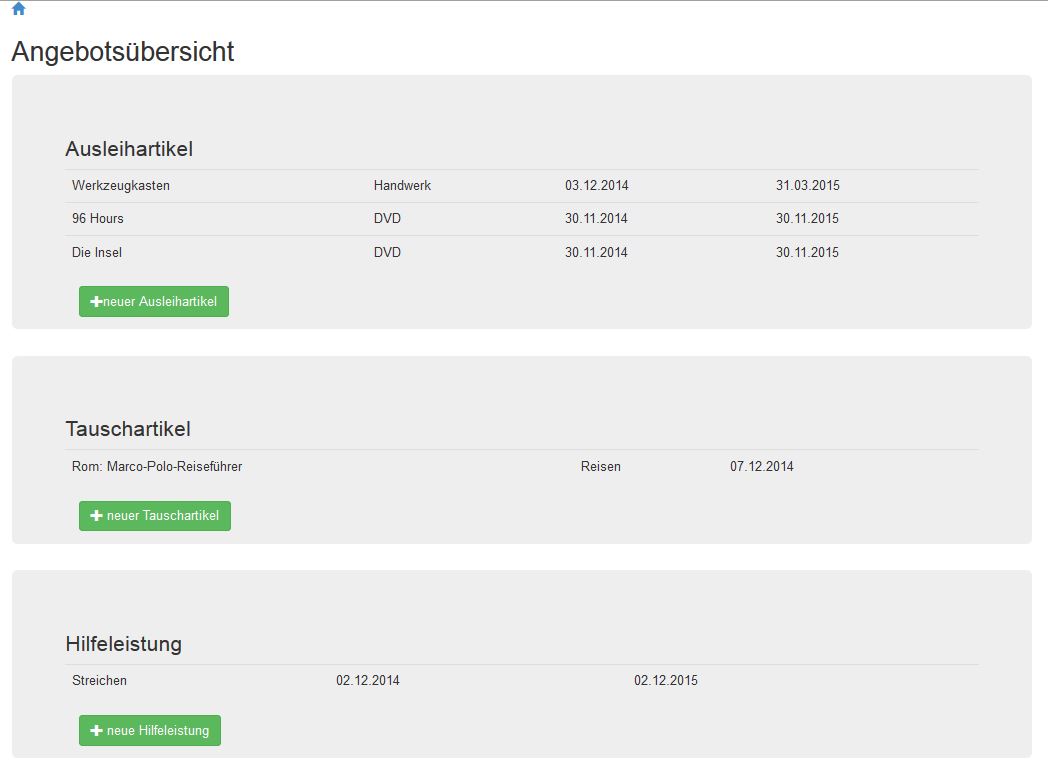 Angebotsübersicht
Ausleihartikel
Werkzeugkasten Handwerk 03.12.2014 31.03.2015
96 Hours DVD 30.11.2014 30.11.2015
Die Insel DVD 30.11.2014 30.11.2015
neuer Ausleihartikel
Tauschartikel
Rom: Marco-Polo-Reiseführer Reisen 07.12.2014
neuer Tauschartikel
Hilfeleistung
Streichen 02.12.2014 02.12.2015
neue Hilfeleistung